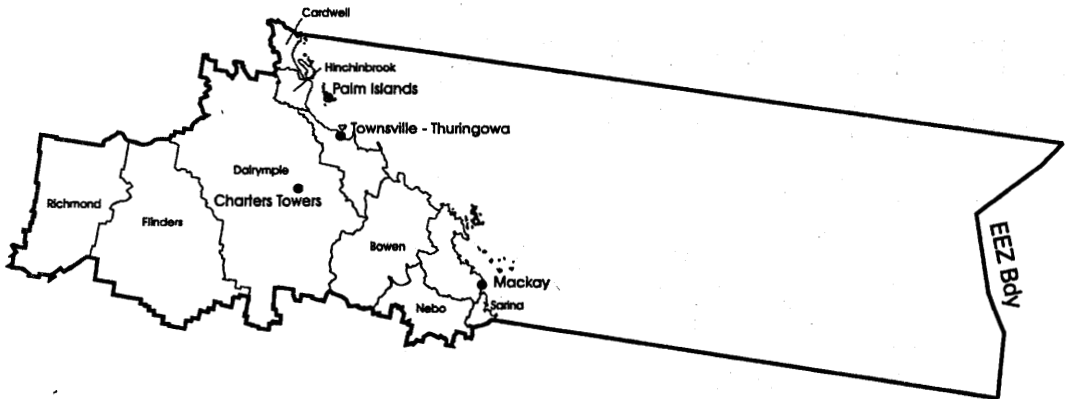 Cardwell
Hinchinbrook
Palm Islands
Townsville - Thuringowa
Dalrymple
Charters Towers
Richmond
Flinders
Bowen
EEZ Bdy
Mackay
Nebo
Sarina